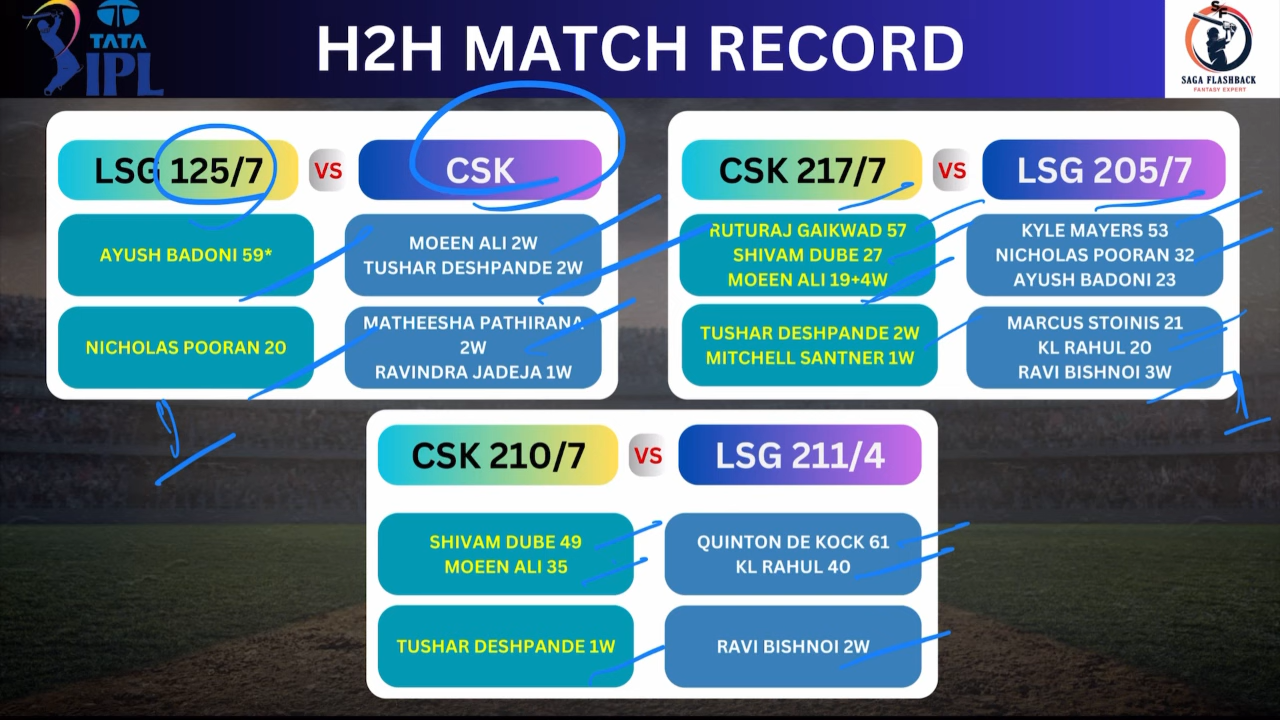 TATA
IPL
H2H MATCH RECORD
SF
SAGA FLASHBACK
FANTASY EXPERT
LSG 125/7 VS CSK
AYUSH BADONI 59*
NICHOLAS POORAN 20
MOEEN ALI 2W
TUSHAR DESHPANDE 2W
MATHEESHA PATHIRANA
2W
RAVINDRA JADEJA 1W
CSK 217/7 VS LSG 205/7
RUTURAJ GAIKWAD 57
SHIVAM DUBE 27
MOEEN ALI 19+4W
TUSHAR DESHPANDE 2W
MITCHELL SANTNER 1W
KYLE MAYERS 53
NICHOLAS POORAN 32
AYUSH BADONI 23
MARCUS STOINIS 21
KL RAHUL 20
RAVI BISHNOI 3W
CSK 210/7 VS LSG 211/4
SHIVAM DUBE 49
MOEEN ALI 35
TUSHAR DESHPANDE 1W
QUINTON DE KOCK 61
KL RAHUL 40
RAVI BISHNOI 2W